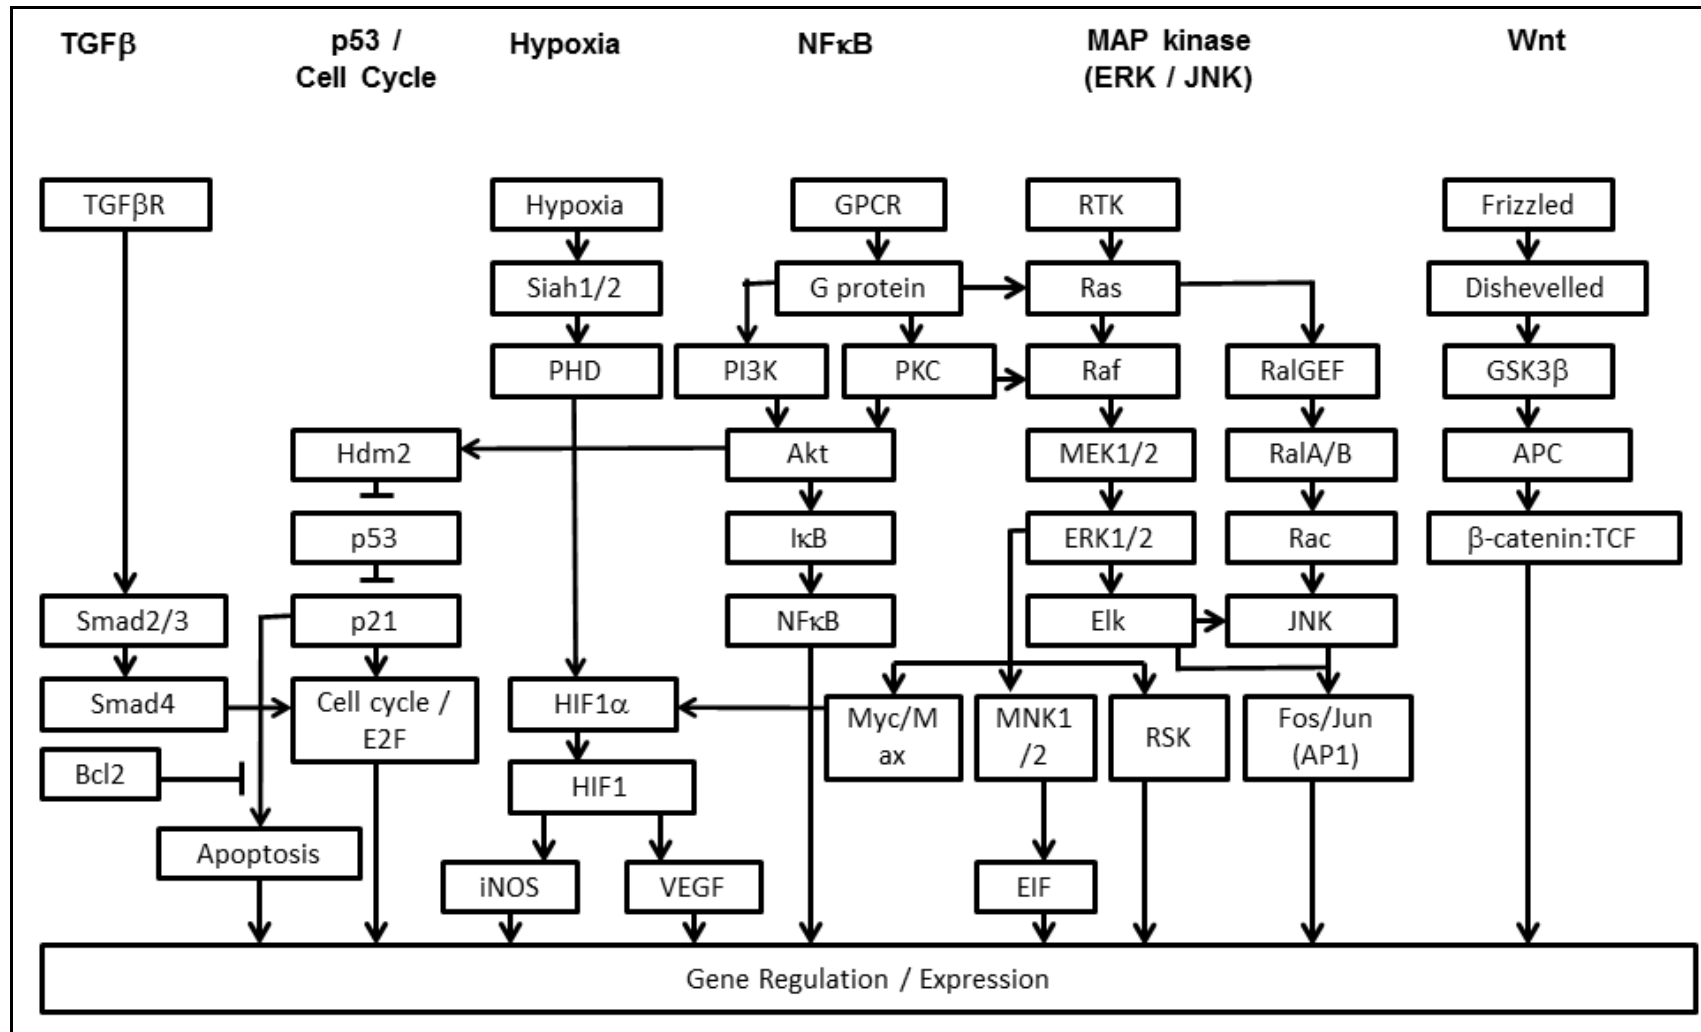 TGFβ
p53 /
Cell Cycle
Hypoxia
NFκB
MAP kinase
(ERK / JNK)
Wnt
TGFβR
Hypoxia
GPCR
RTK
Frizzled
Siah1/2
G protein
Ras
Dishevelled
PHD
PI3K
PKC
Raf
RalGEF
GSK3β
Hdm2
Akt
MEK1/2
RalA/B
APC
p53
IκB
ERK1/2
Rac
β-catenin:TCF
Smad2/3
p21
NFκB
Elk
JNK
Smad4
Cell cycle /
E2F
HIF1α
Myc/M
ax
MNK1
/2
RSK
Fos/Jun
(AP1)
Bcl2
HIF1
Apoptosis
iNOS
VEGF
EIF
Gene Regulation / Expression